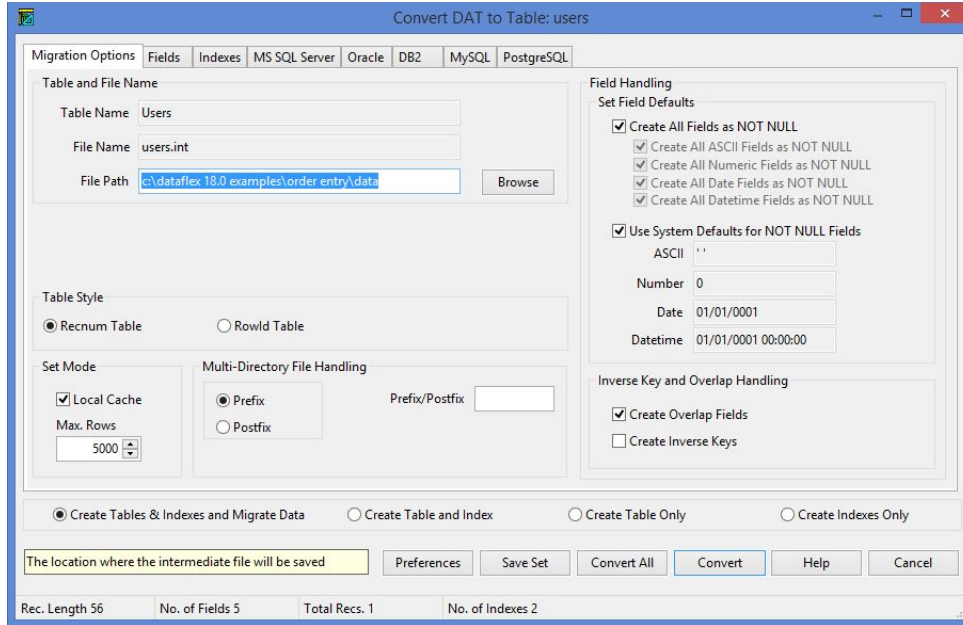 Convert DAT to Table: users
Migration Options Fields Indexes MS SQL Server Oracle DB2 MySQL PostgreSQL
Table and File Name
Table Name Users
File Name users.int
File Path c:\dataflex 18.0 examples\order entry\data Browse
Table Style
Recnum Table RowId Table
Set Mode
Local Cache
Max. Rows
5000
Multi-Directory File Handling
Prefix
Postfix
Prefix/Postfix
Field Handling
Set Field Defaults
Create All Fields as NOT NULL
Create All ASCII Fields as NOT NULL
Create All Numeric Fields as NOT NULL
Create All Date Fields as NOT NULL
Create All Datetime Fields as NOT NULL
Use System Defaults for NOT NULL Fields
ASCII ' '
Number 0
Date 01/01/0001
Datetime 01/01/0001 00:00:00
Inverse Key and Overlap Handling
Create Overlap Fields
Create Inverse Keys
Create Tables & Indexes and Migrate Data Create Table and Index Create Table Only Create Indexes Only
The location where the intermediate file will be saved Preferences Save Set Convert All Convert Help Cancel
Rec. Length 56 No. of Fields 5 Total Recs. 1 No. of Indexes 2